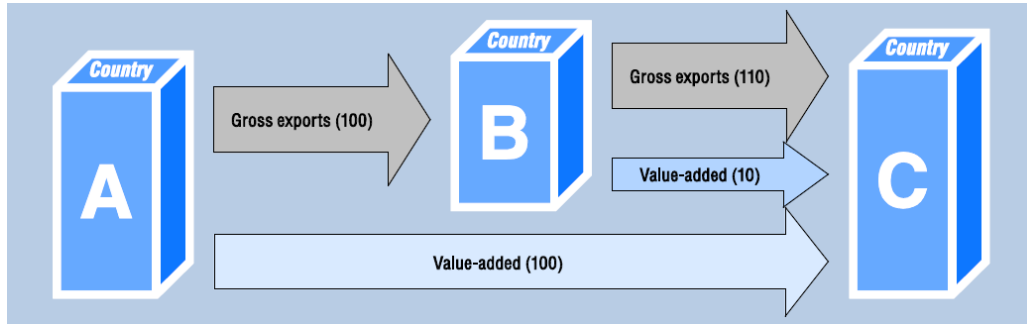 Country
A
Gross exports (100)
Country
B
Gross exports (110)
Value-added (10)
Value-added (100)
Country
C